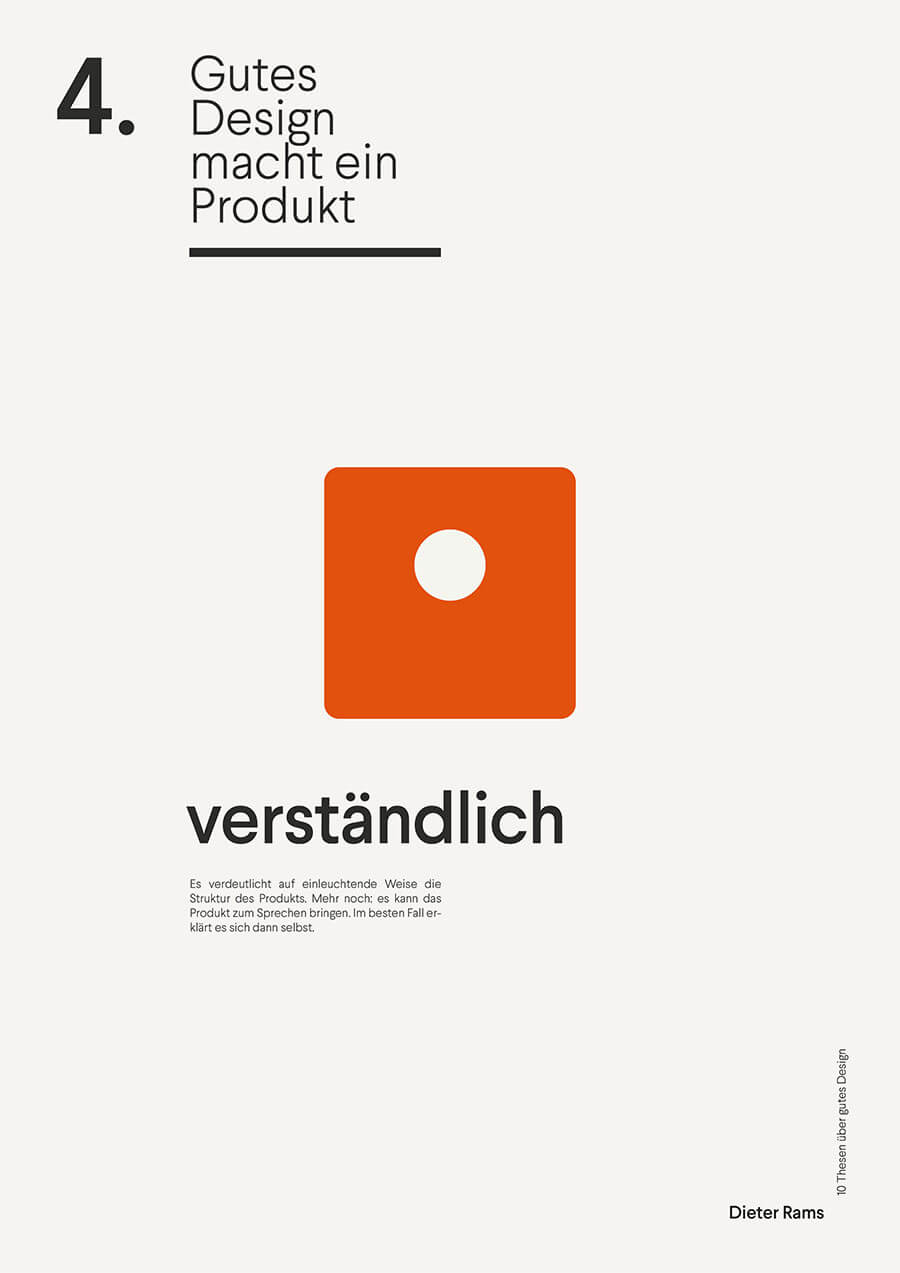 4.
Gutes
Design
macht ein
Produkt
verständlich
Es verdeutlicht auf einleuchtende Weise die
Struktur des Produkts. Mehr noch: es kann das
Produkt zum Sprechen bringen. Im besten Fall er-
klärt es sich dann selbst.
10 Thesen über gutes Design
Dieter Rams